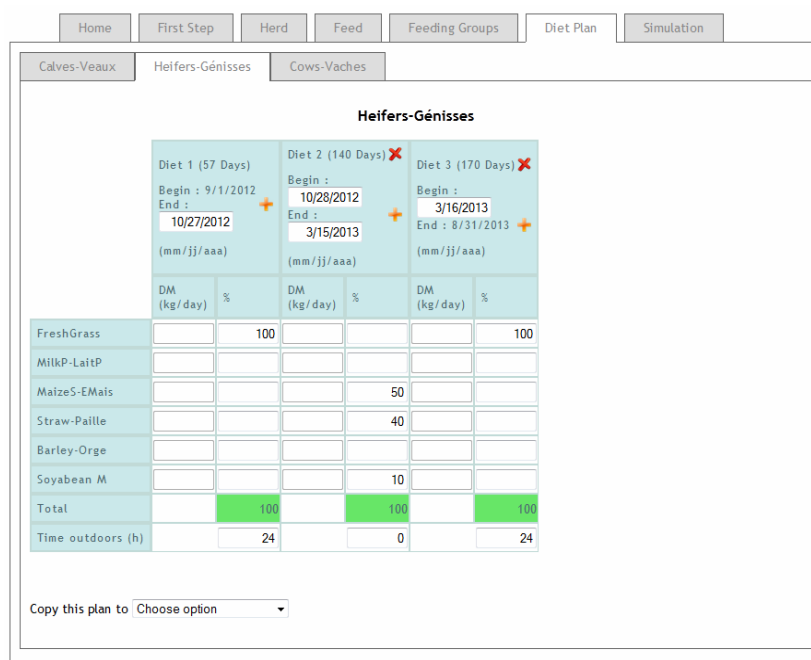 Home First Step Herd Feed Feeding Groups Diet Plan Simulation
Calves-Veaux Heifers-Génisses Cows-Vaches
Heifers-Génisses
Diet 1 (57 Days)
Begin : 9/1/2012
End :
10/27/2012
(mm/jj/aaa)
Diet 2 (140 Days)
Begin :
10/28/2012
End :
3/15/2013
(mm/jj/aaa)
Diet 3 (170 Days)
Begin :
3/16/2013
End : 8/31/2013
(mm/jj/aaa)
DM (kg/day) % DM (kg/day) % DM (kg/day) %
FreshGrass 100 100
MilkP-LaitP
MaizeS-EMais 50
Straw-Paille 40
Barley-Orge
Soyabean M 10
Total 100 100 100
Time outdoors (h) 24 0 24
Copy this plan to Choose option